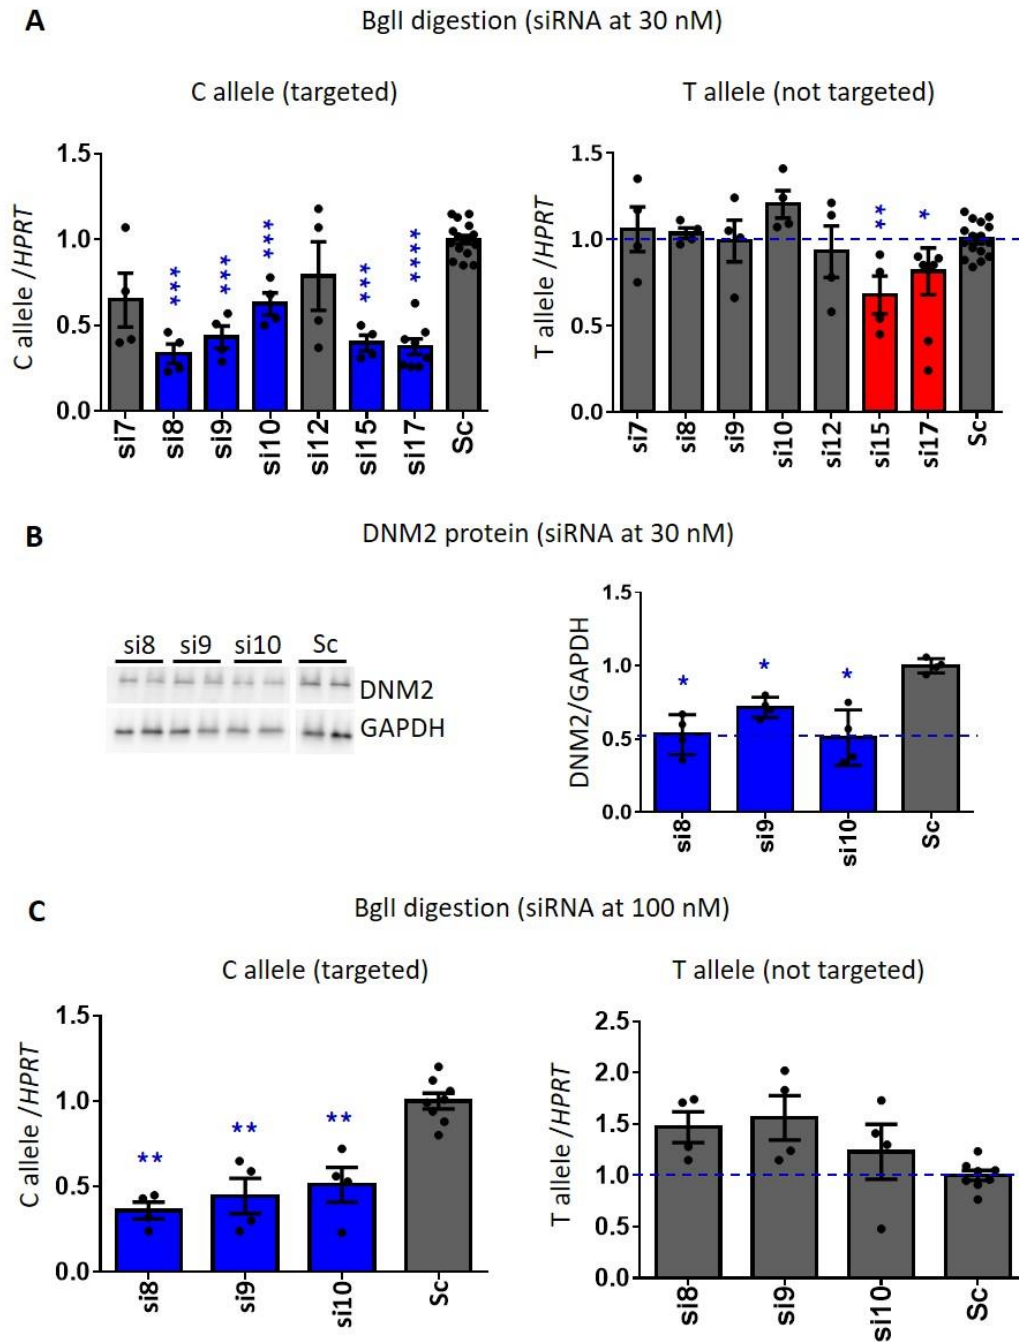 A
BglI digestion (siRNA at 30 nM)
C allele (targeted)
T allele (not targeted)
C allele /HPRT
1.5
1.0
0.5
0.0
*** *** *** *** ****
si7 si8 si9 si10 si12 si15 si17 Sc
T allele /HPRT
1.5
1.0
0.5
0.0
** *
si7 si8 si9 si10 si12 si15 si17 Sc
B
DNM2 protein (siRNA at 30 nM)
si8 si9 si10 Sc
DNM2
GAPDH
DNM2/GAPDH
1.5
1.0
0.5
0.0
* * *
si8 si9 si10 Sc
C
BglI digestion (siRNA at 100 nM)
C allele (targeted)
T allele (not targeted)
C allele /HPRT
1.5
1.0
0.5
0.0
** ** **
si8 si9 si10 Sc
T allele /HPRT
2.5
2.0
1.5
1.0
0.5
0.0
si8 si9 si10 Sc